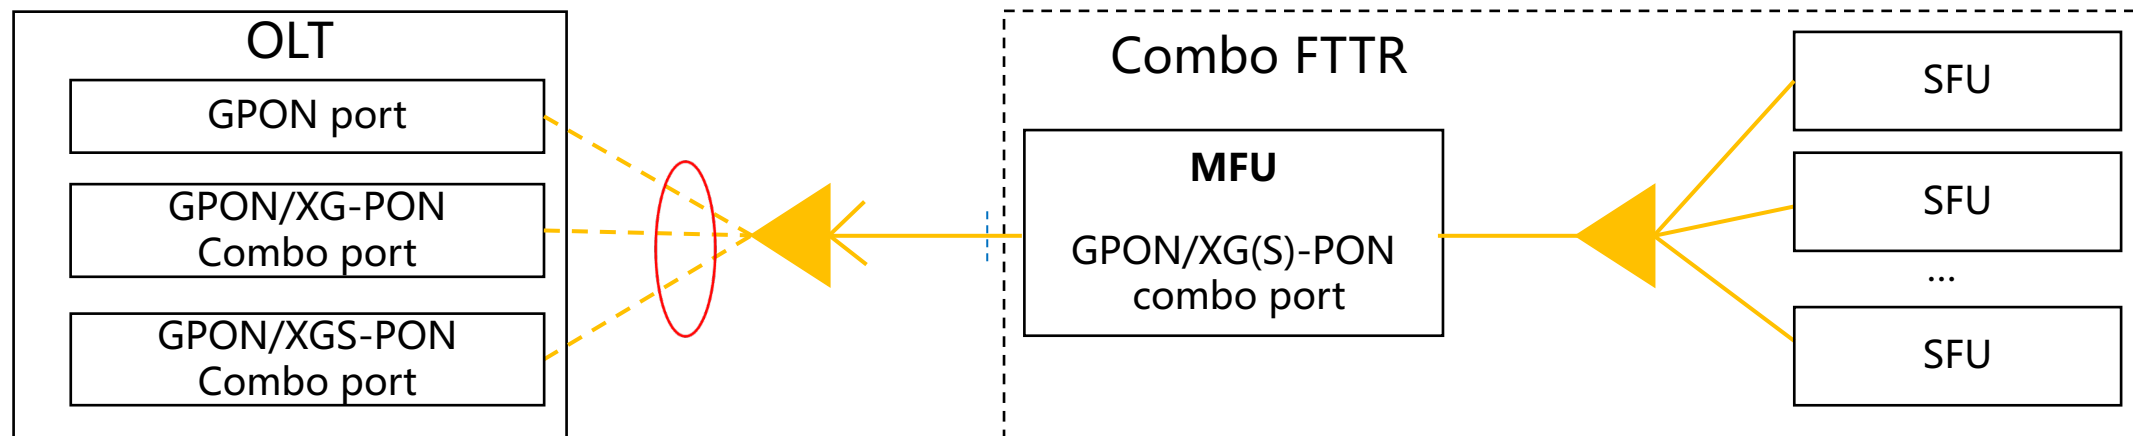 OLT
GPON port
GPON/XG-PON
Combo port
GPON/XGS-PON
Combo port
Combo FTTR
MFU
GPON/XG(S)-PON
combo port
SFU
SFU
...
SFU